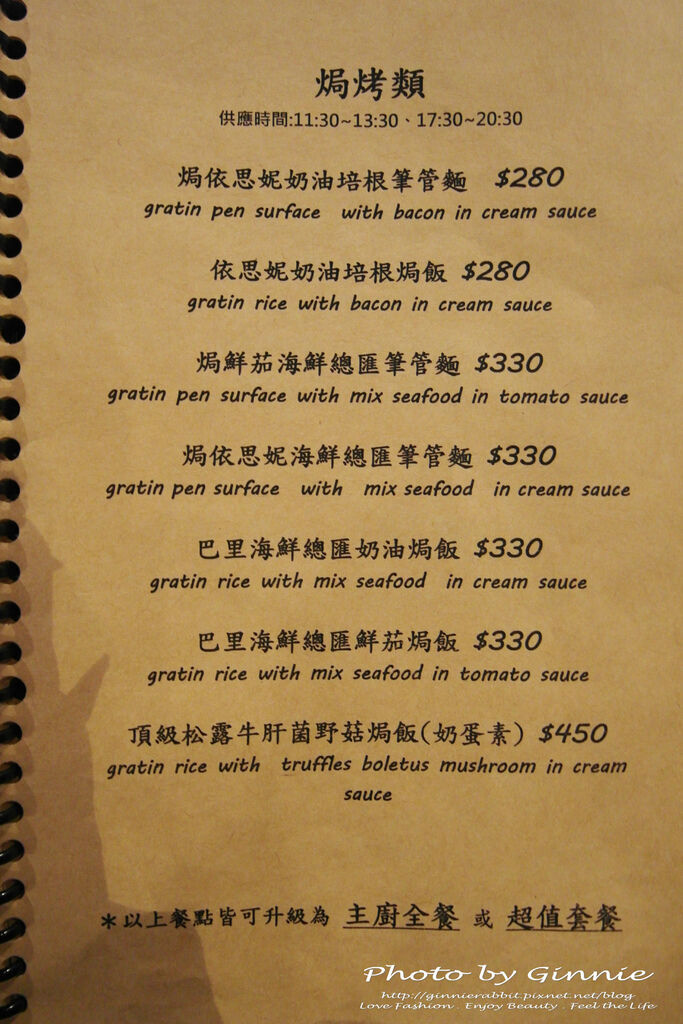 焗烤類
供應時間:11:30~13:30、17:30~20:30
焗依思妮奶油培根筆管麵 $280
gratin pen surface with bacon in cream sauce
依思妮奶油培根焗飯 $280
gratin rice with bacon in cream sauce
焗鮮茄海鮮總匯筆管麵 $330
gratin pen surface with mix seafood in tomato sauce
焗依思妮海鮮總匯筆管麵 $330
gratin pen surface with mix seafood in cream sauce
巴里海鮮總匯奶油焗飯 $330
gratin rice with mix seafood in cream sauce
巴里海鮮總匯鮮茄焗飯 $330
gratin rice with mix seafood in tomato sauce
頂級松露牛肝菌野菇焗飯(奶蛋素) $450
gratin rice with truffles boletus mushroom in cream
sauce
*以上餐點皆可升級為 主廚全餐 或 超值套餐
Photo by Ginnie
http://ginnierabbit.pixnet.net/blog
Love Fashion . Enjoy Beauty . Feel the Life